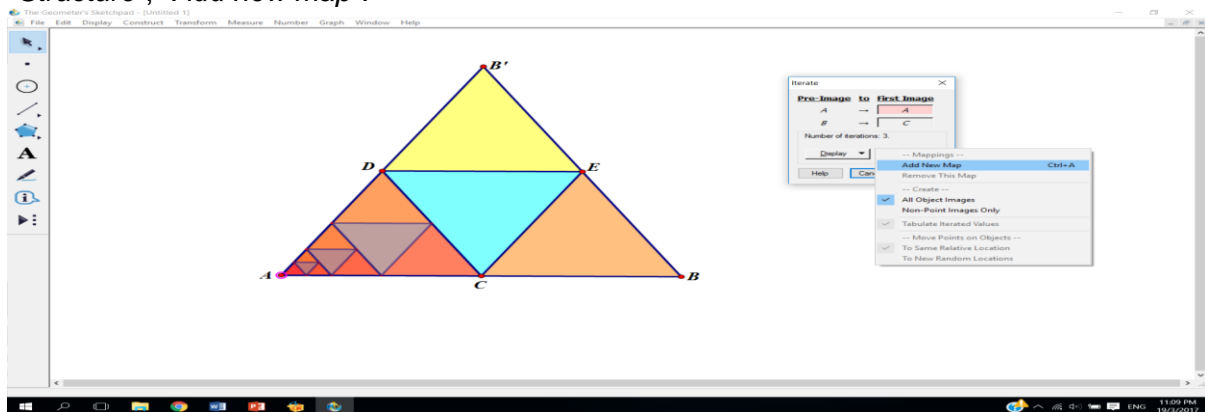 Structure", "Add new map".
The Geometer's Sketchpad - [Untitled 1]
File Edit Display Construct Transform Measure Number Graph Window Help
B'
D
E
A
C
B
A
Iterate
Pre-Image to First Image
A → A
B → C
Number of iterations: 3.
Display
Help
-- Mappings --
Add New Map Ctrl+A
Remove This Map
-- Create --
All Object Images
Non-Point Images Only
Tabulate Iterated Values
-- Move Points on Objects --
To Same Relative Location
To New Random Locations
ENG
11:09 PM
19/3/2017